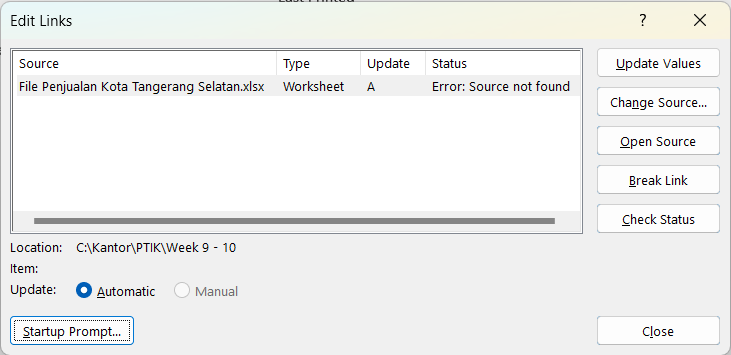 Edit Links
?
Source Type Update Status
File Penjualan Kota Tangerang Selatan.xlsx Worksheet A Error: Source not found
Update Values
Change Source...
Open Source
Break Link
Check Status
Location: C:\Kantor\PTIK\Week 9 - 10
Item:
Update: Automatic Manual
Startup Prompt...
Close